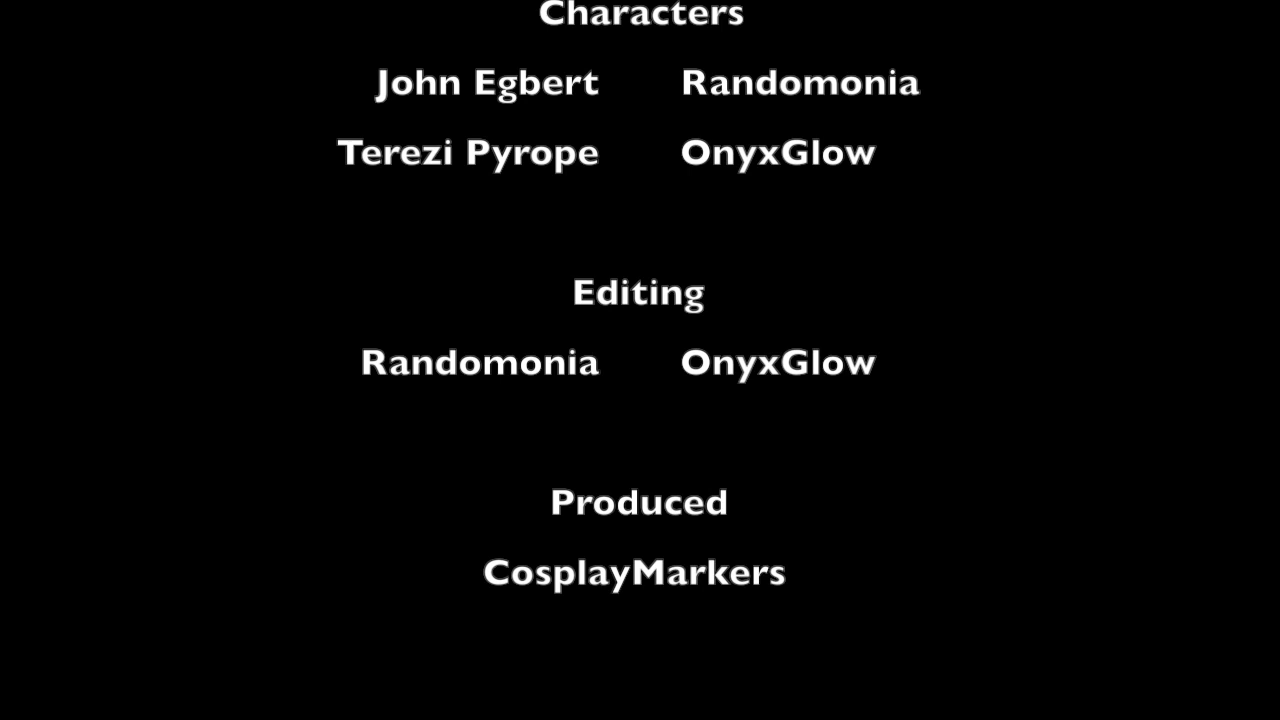 Characters
John Egbert Randomonia
Terezi Pyrope OnyxGlow
Editing
Randomonia OnyxGlow
Produced
CosplayMarkers